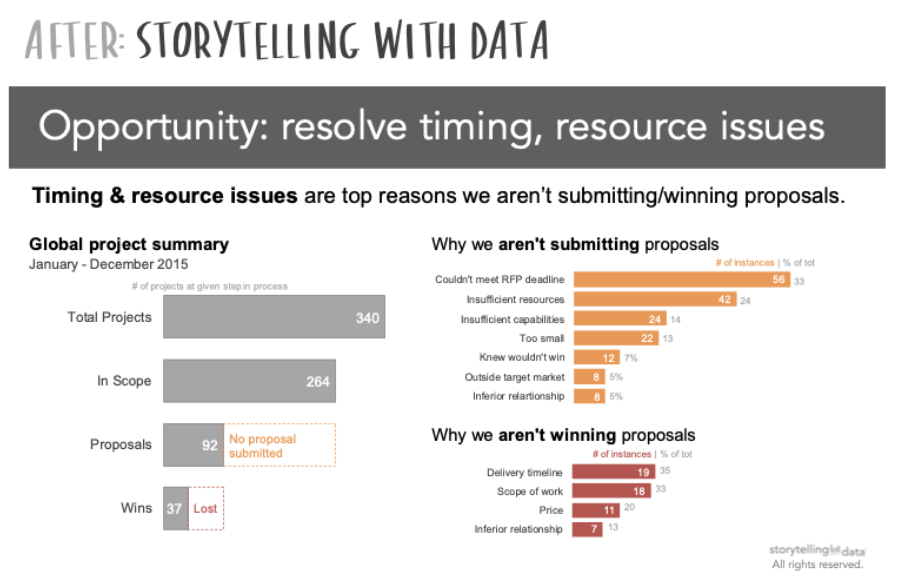 AFTER: STORYTELLING WITH DATA
Opportunity: resolve timing, resource issues
Timing & resource issues are top reasons we aren't submitting/winning proposals.
Global project summary
January - December 2015
# of projects at given step in process
Total Projects 340
In Scope 264
Proposals 92 No proposal
submitted
Wins 37 Lost
Why we aren't submitting proposals
# of instances | % of tot
Couldn't meet RFP deadline 56 33
Insufficient resources 42 24
Insufficient capabilities 24 14
Too small 22 13
Knew wouldn't win 12 7%
Outside target market 8 5%
Inferior relartionship 8 5%
Why we aren't winning proposals
# of instances | % of tot
Delivery timeline 19 35
Scope of work 18 33
Price 11 20
Inferior relationship 7 13
storytelling with data
All rights reserved.